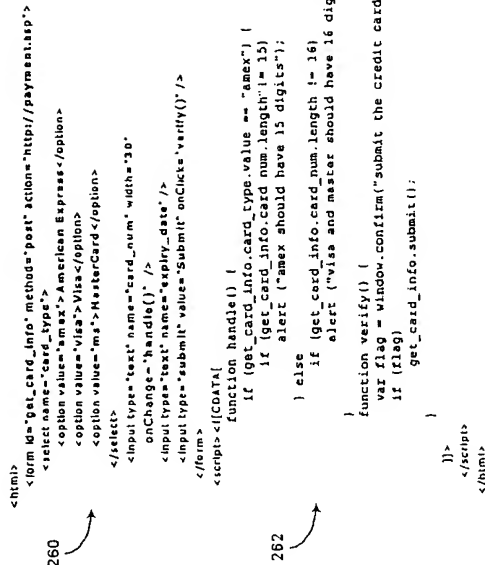 <html>
<form id="get_card_info" method="post" action="http://payment.asp">
<select name="card_type">
<option value="amex">American Express</option>
<option value="visa">Visa</option>
<option value="ms">MasterCard</option>
</select>
<input type="text" name="card_num" width="30"
onChange="handle()" />
<input type="text" name="expiry_date" />
<input type="submit" value="Submit" onClick="verify()" />
</form>
<script> <![CDATA[
function handle() {
if (get_card_info.card_type.value == "amex") {
if (get_card_info.card_num.length != 15)
alert ("amex should have 15 digits");
} else
if (get_card_info.card_num.length != 16)
alert ("visa and master should have 16 dig
}
function verify() {
var flag = window.confirm("submit the credit card
if (flag)
get_card_info.submit();
}
]]>
</script>
</html>
260
262